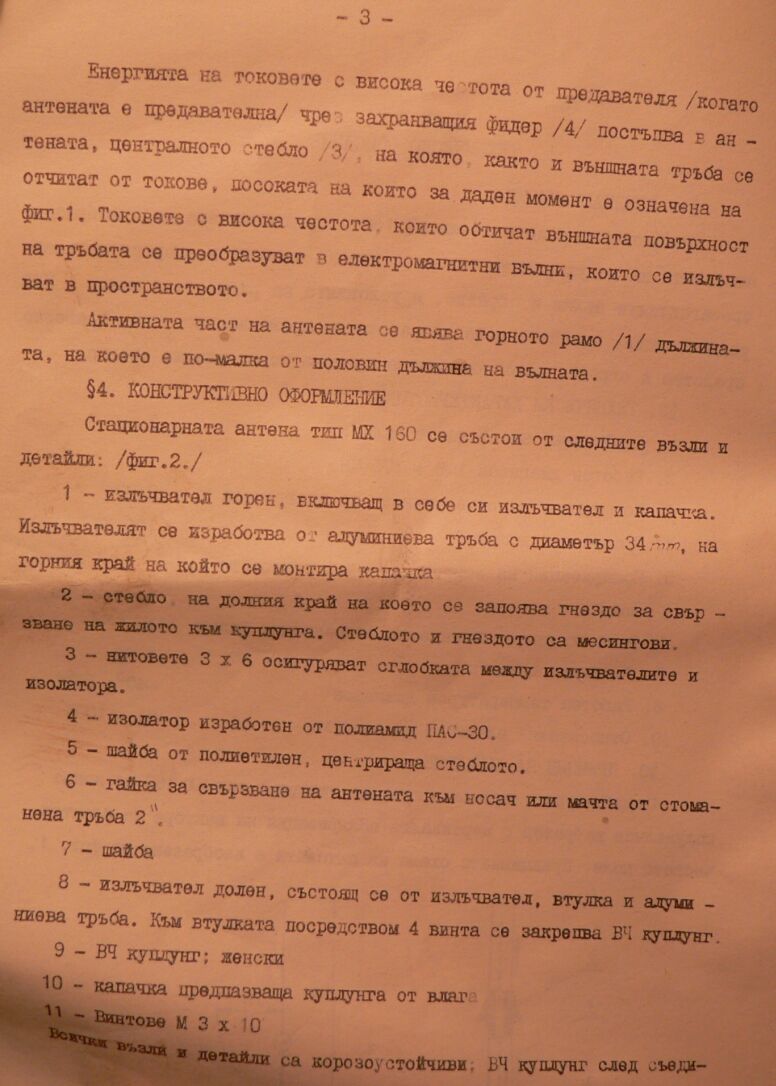 - 3 -
Енергията на токовете с висока честота от предавателя /когато
антената е предавателна/ чрез захранващия фидер /4/ постъпва в ан -
тената, централното стебло /3/, на която, както и външната тръба се
отчитат от токове, посоката на които за даден момент е означена на
фиг.1. Токовете с висока честота, които обтичат външната повърхност
на тръбата се преобразуват в електромагнитни вълни, които се излъч-
ват в пространството.
Активната част на антената се явява горното рамо /1/ дължина-
та, на което е по-малка от половин дължина на вълната.
§4. КОНСТРУКТИВНО ОФОРМЛЕНИЕ
Стационарната антена тип МХ 160 се състои от следните възли и
детайли: /фиг.2./
1 - излъчвател горен, включващ в себе си излъчвател и капачка.
Излъчвателят се изработва от алуминиева тръба с диаметър 34 mm, на
горния край на който се монтира капачка
2 - стебло, на долния край на което се запоява гнездо за свър -
зване на жилото към куплунга. Стеблото и гнездото са месингови.
3 - нитовете 3 х 6 осигуряват сглобката между излъчвателите и
изолатора.
4 - изолатор изработен от полиамид ПАС-30.
5 - шайба от полиетилен, центрираща стеблото.
6 - гайка за свързване на антената към носач или мачта от стома-
нена тръба 2".
7 - шайба
8 - излъчвател долен, състоящ се от излъчвател, втулка и алуми -
ниева тръба. Към втулката посредством 4 винта се закрепва ВЧ куплунг.
9 - ВЧ куплунг; женски
10 - капачка предпазваща куплунга от влага
11 - Винтове М 3 х 10
Всички възли и детайли са корозоустойчиви; ВЧ куплунг след съеди-